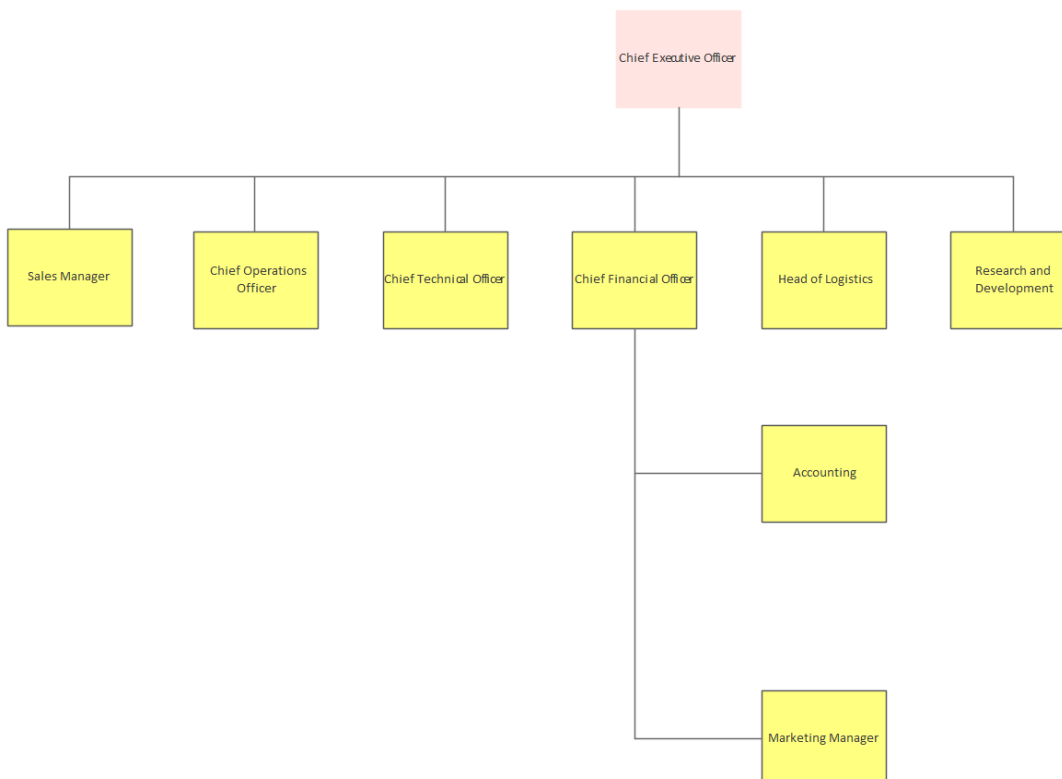 Chief Executive Officer
Sales Manager
Chief Operations
Officer
Chief Technical Officer
Chief Financial Officer
Head of Logistics
Research and
Development
Accounting
Marketing Manager